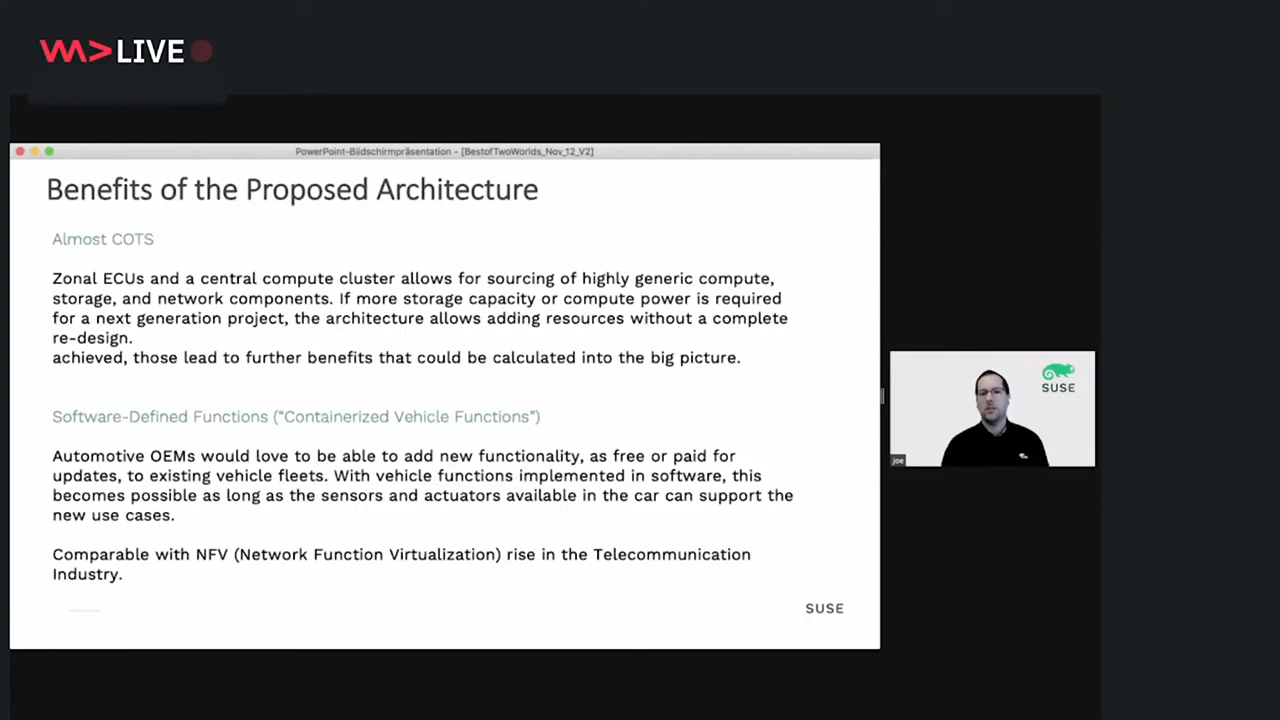 LIVE
PowerPoint-Bildschirmpräsentation - [BestofTwoWorlds_Nov_12_V2]
Benefits of the Proposed Architecture
Almost COTS
Zonal ECUs and a central compute cluster allows for sourcing of highly generic compute,
storage, and network components. If more storage capacity or compute power is required
for a next generation project, the architecture allows adding resources without a complete
re-design.
achieved, those lead to further benefits that could be calculated into the big picture.
Software-Defined Functions (“Containerized Vehicle Functions”)
Automotive OEMs would love to be able to add new functionality, as free or paid for
updates, to existing vehicle fleets. With vehicle functions implemented in software, this
becomes possible as long as the sensors and actuators available in the car can support the
new use cases.
Comparable with NFV (Network Function Virtualization) rise in the Telecommunication
Industry.
SUSE
SUSE
joe